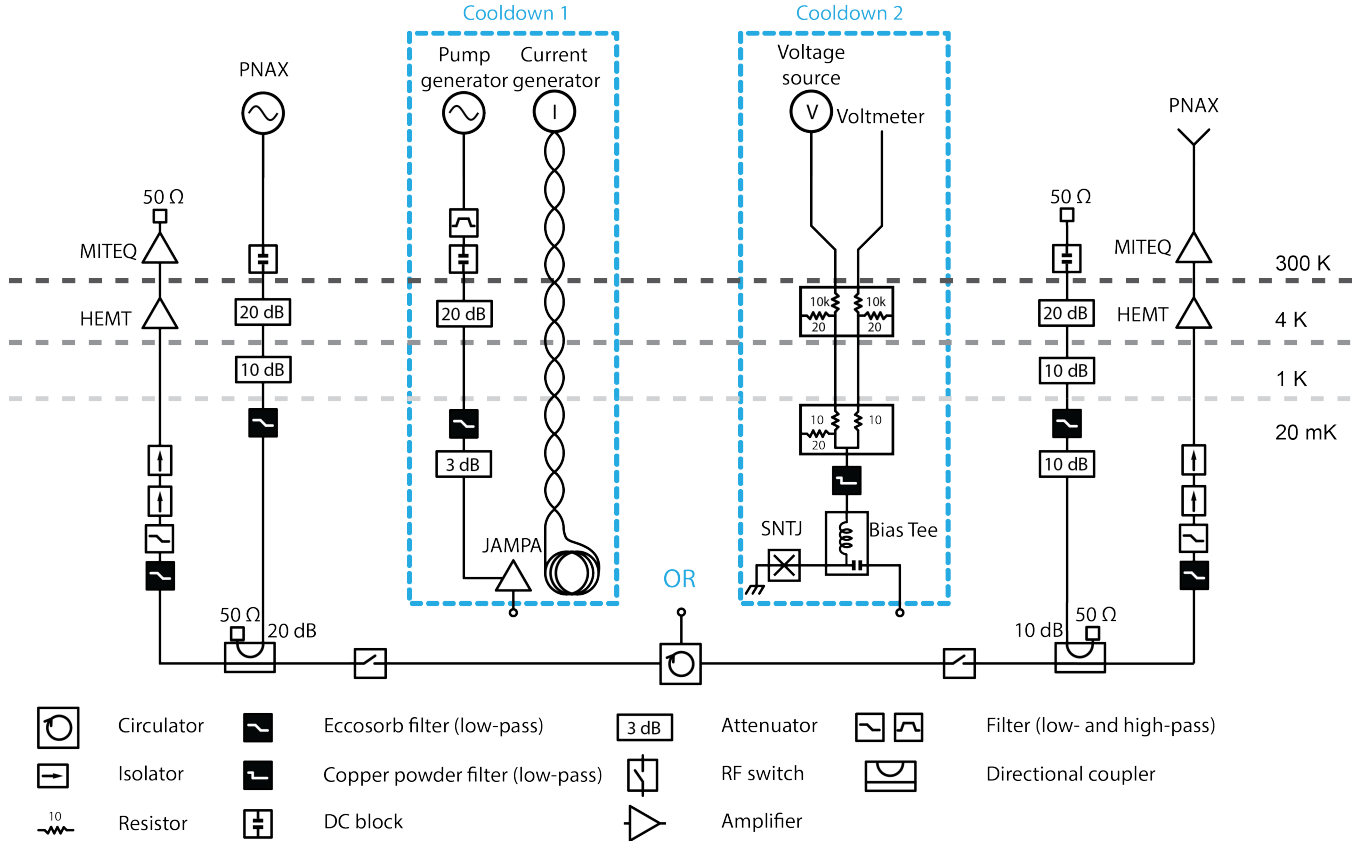 Cooldown 1
Cooldown 2
PNAX
Pump
generator
Current
generator
I
Voltage
source
V
Voltmeter
PNAX
50 Ω
MITEQ
50 Ω
MITEQ
300 K
HEMT
20 dB
20 dB
10k
10k
20
20
20 dB
HEMT
4 K
10 dB
10 dB
1 K
10
10
20
20 mK
3 dB
10 dB
JAMPA
SNTJ
Bias Tee
OR
50 Ω
20 dB
10 dB
50 Ω
Circulator
Eccosorb filter (low-pass)
3 dB
Attenuator
Filter (low- and high-pass)
Isolator
Copper powder filter (low-pass)
RF switch
Directional coupler
10
Resistor
DC block
Amplifier